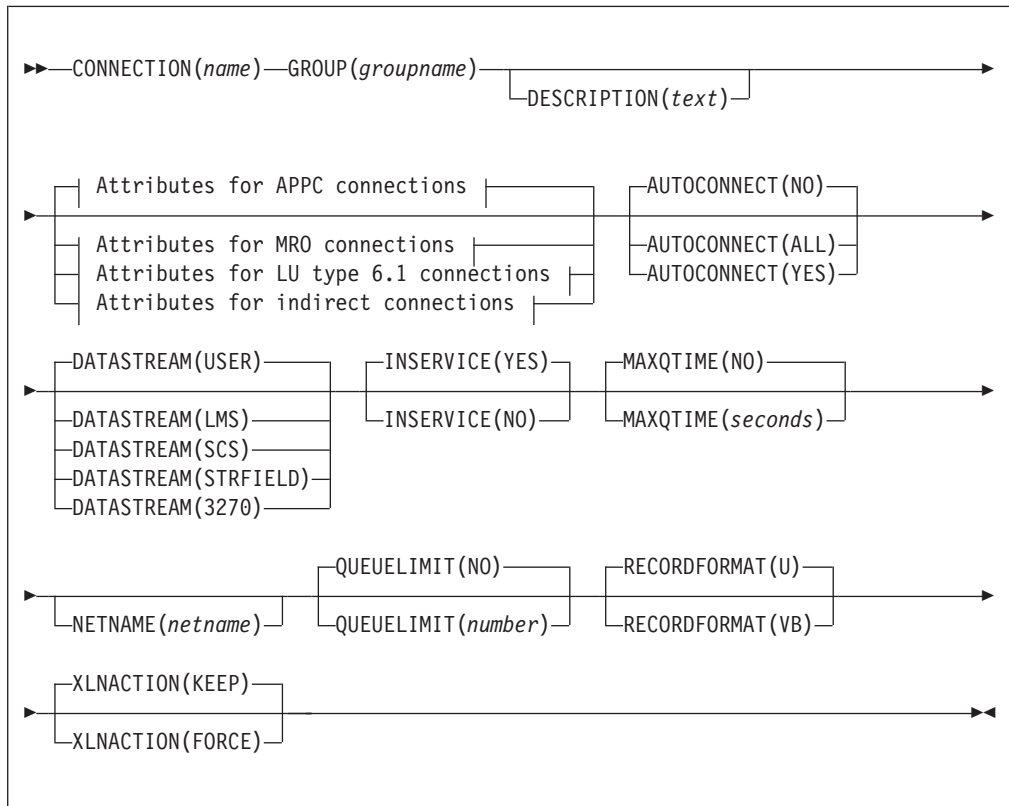 CONNECTION(name) GROUP(groupname)
DESCRIPTION(text)
Attributes for APPC connections
AUTOCONNECT(NO)
Attributes for MRO connections
AUTOCONNECT(ALL)
Attributes for LU type 6.1 connections
AUTOCONNECT(YES)
Attributes for indirect connections
DATASTREAM(USER) INSERVICE(YES) MAXQTIME(NO)
DATASTREAM(LMS) INSERVICE(NO) MAXQTIME(seconds)
DATASTREAM(SCS)
DATASTREAM(STRFIELD)
DATASTREAM(3270)
QUEUELIMIT(NO) RECORDFORMAT(U)
NETNAME(netname) QUEUELIMIT(number) RECORDFORMAT(VB)
XLNACTION(KEEP)
XLNACTION(FORCE)